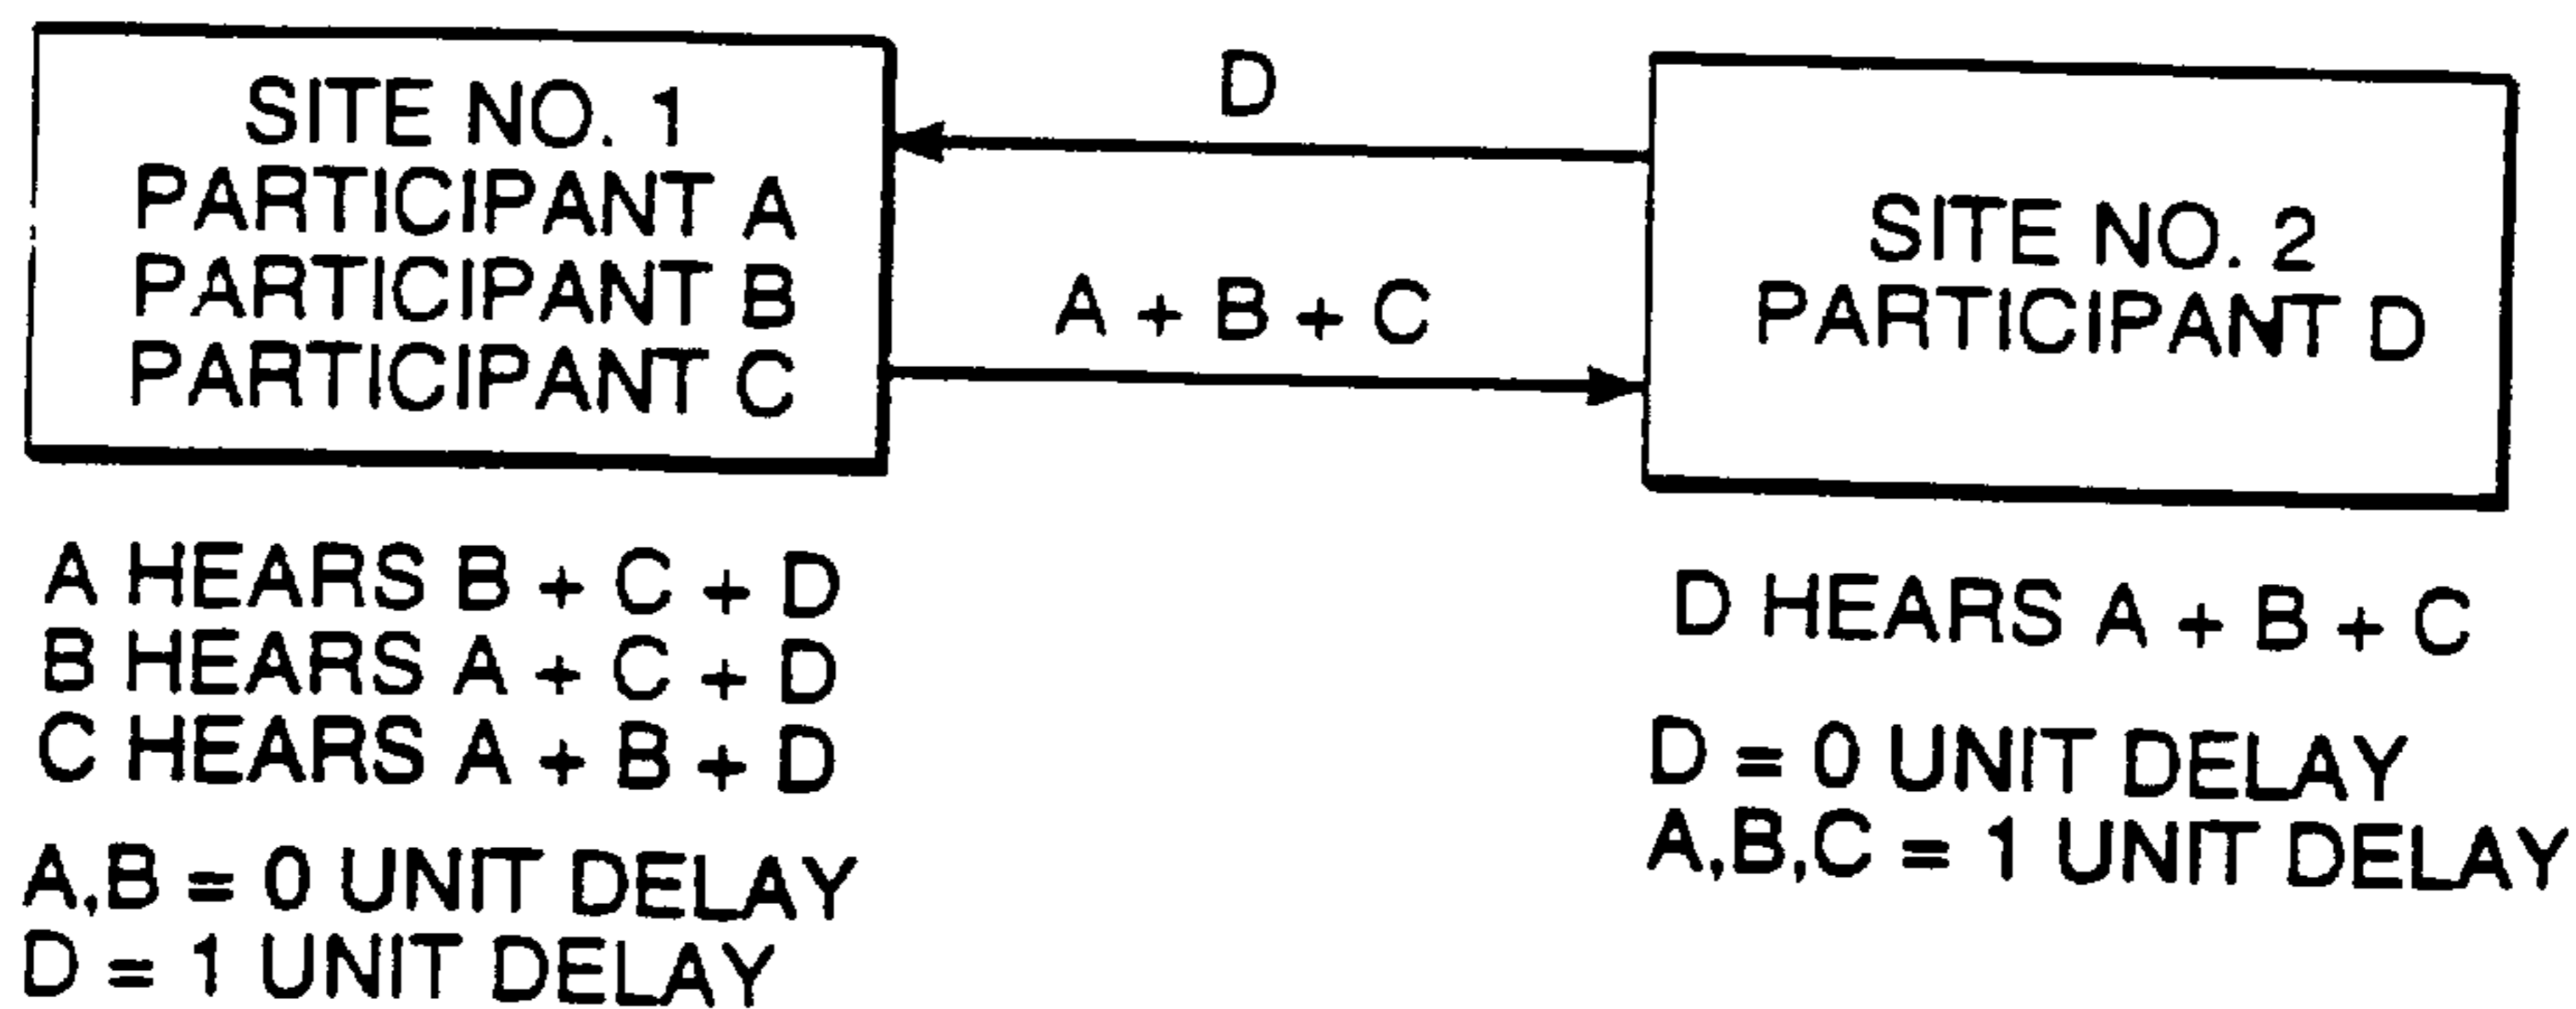 SITE NO. 1
PARTICIPANT A
PARTICIPANT B
PARTICIPANT C
D
A + B + C
SITE NO. 2
PARTICIPANT D
A HEARS B + C + D
B HEARS A + C + D
C HEARS A + B + D
A,B = 0 UNIT DELAY
D = 1 UNIT DELAY
D HEARS A + B + C
D = 0 UNIT DELAY
A,B,C = 1 UNIT DELAY